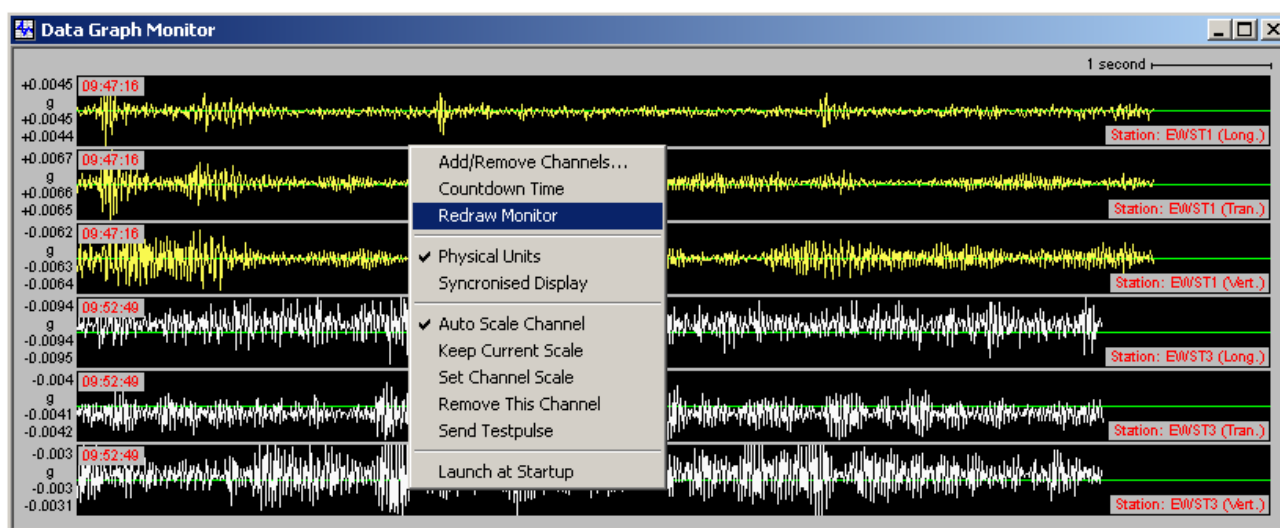 Data Graph Monitor
1 second
+0.0045 09:47:16
g
+0.0045
+0.0044
Station: EWST1 (Long.)
+0.0067 09:47:16
g
+0.0066
+0.0065
Station: EWST1 (Tran.)
-0.0062 09:47:16
g
-0.0063
-0.0064
Station: EWST1 (Vert.)
-0.0094 09:52:49
g
-0.0094
-0.0095
Station: EWST3 (Long.)
-0.004 09:52:49
g
-0.0041
-0.0042
Station: EWST3 (Tran.)
-0.003 09:52:49
g
-0.003
-0.0031
Station: EWST3 (Vert.)
Add/Remove Channels...
Countdown Time
Redraw Monitor
Physical Units
Syncronised Display
Auto Scale Channel
Keep Current Scale
Set Channel Scale
Remove This Channel
Send Testpulse
Launch at Startup